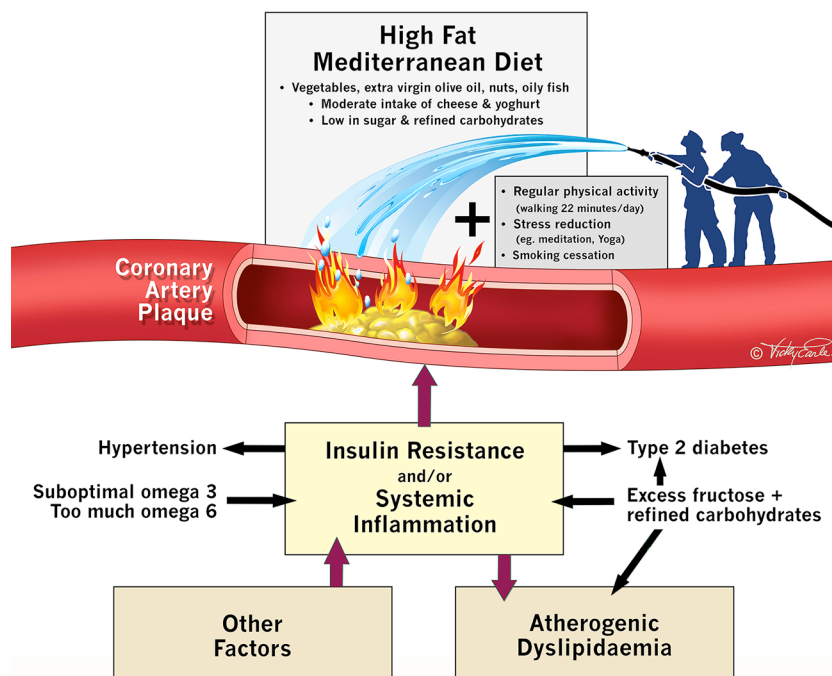 High Fat
Mediterranean Diet
• Vegetables, extra virgin olive oil, nuts, oily fish
• Moderate intake of cheese & yoghurt
• Low in sugar & refined carbohydrates
+
• Regular physical activity
(walking 22 minutes/day)
• Stress reduction
(eg. meditation, Yoga)
• Smoking cessation
Coronary
Artery
Plaque
© Vicky Earle
Hypertension
Insulin Resistance
and/or
Systemic
Inflammation
Type 2 diabetes
Suboptimal omega 3
Too much omega 6
Excess fructose +
refined carbohydrates
Other
Factors
Atherogenic
Dyslipidaemia